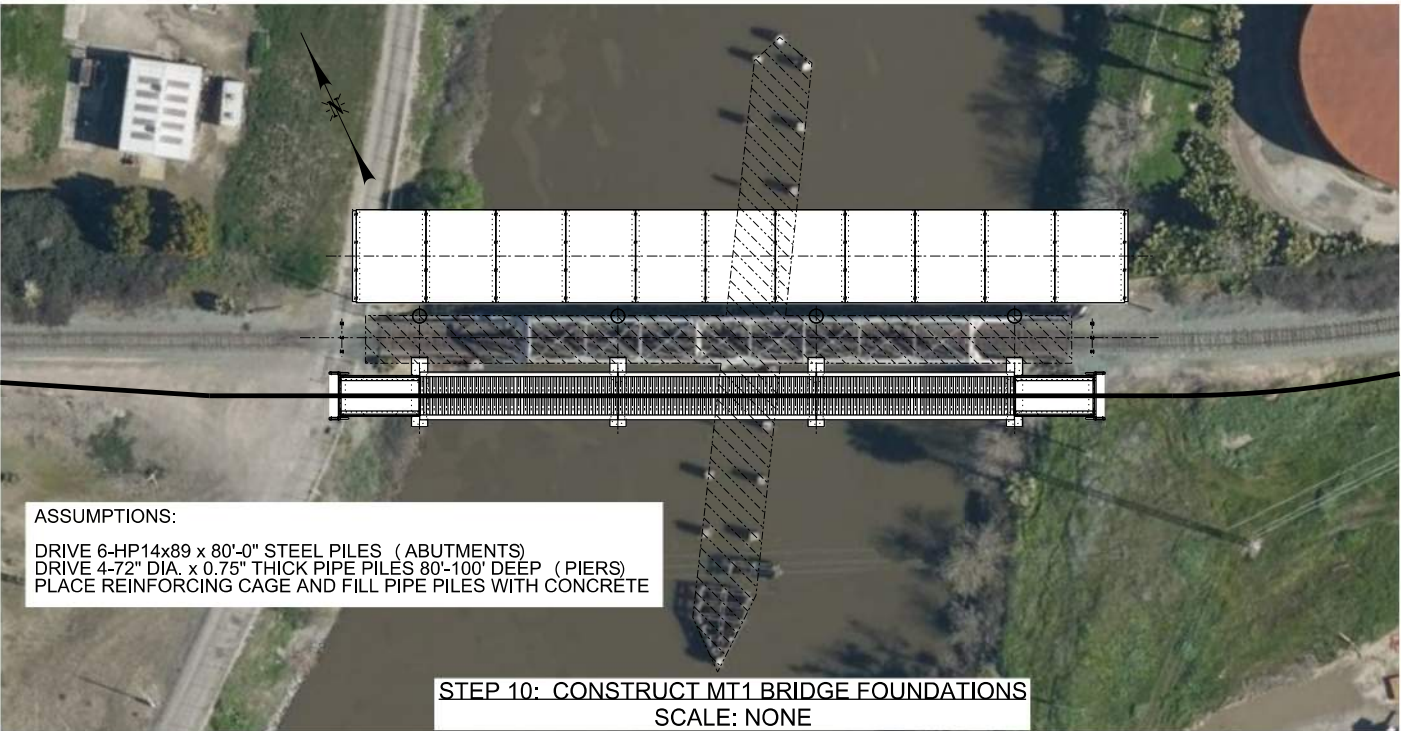 N
ASSUMPTIONS:
DRIVE 6-HP14x89 x 80'-0" STEEL PILES (ABUTMENTS)
DRIVE 4-72" DIA. x 0.75" THICK PIPE PILES 80'-100' DEEP (PIERS)
PLACE REINFORCING CAGE AND FILL PIPE PILES WITH CONCRETE
STEP 10: CONSTRUCT MT1 BRIDGE FOUNDATIONS
SCALE: NONE